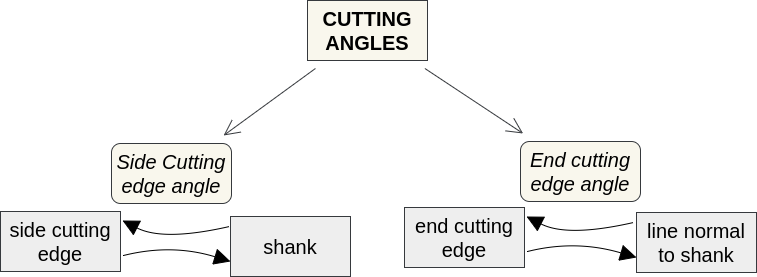 CUTTING
ANGLES
Side Cutting
edge angle
End cutting
edge angle
side cutting
edge
shank
end cutting
edge
line normal
to shank